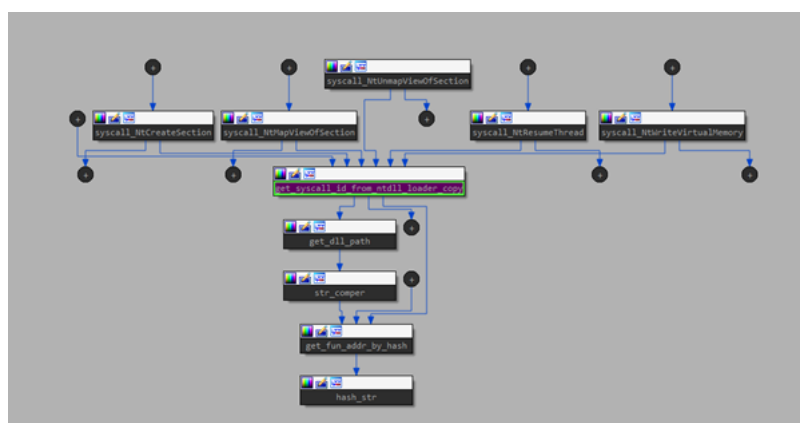 syscall_NtUnmapViewOfSection
syscall_NtCreateSection
syscall_NtMapViewOfSection
syscall_NtResumeThread
syscall_NtWriteVirtualMemory
get_syscall_id_from_ntdll_loader_copy
get_dll_path
str_comper
get_fun_addr_by_hash
hash_str